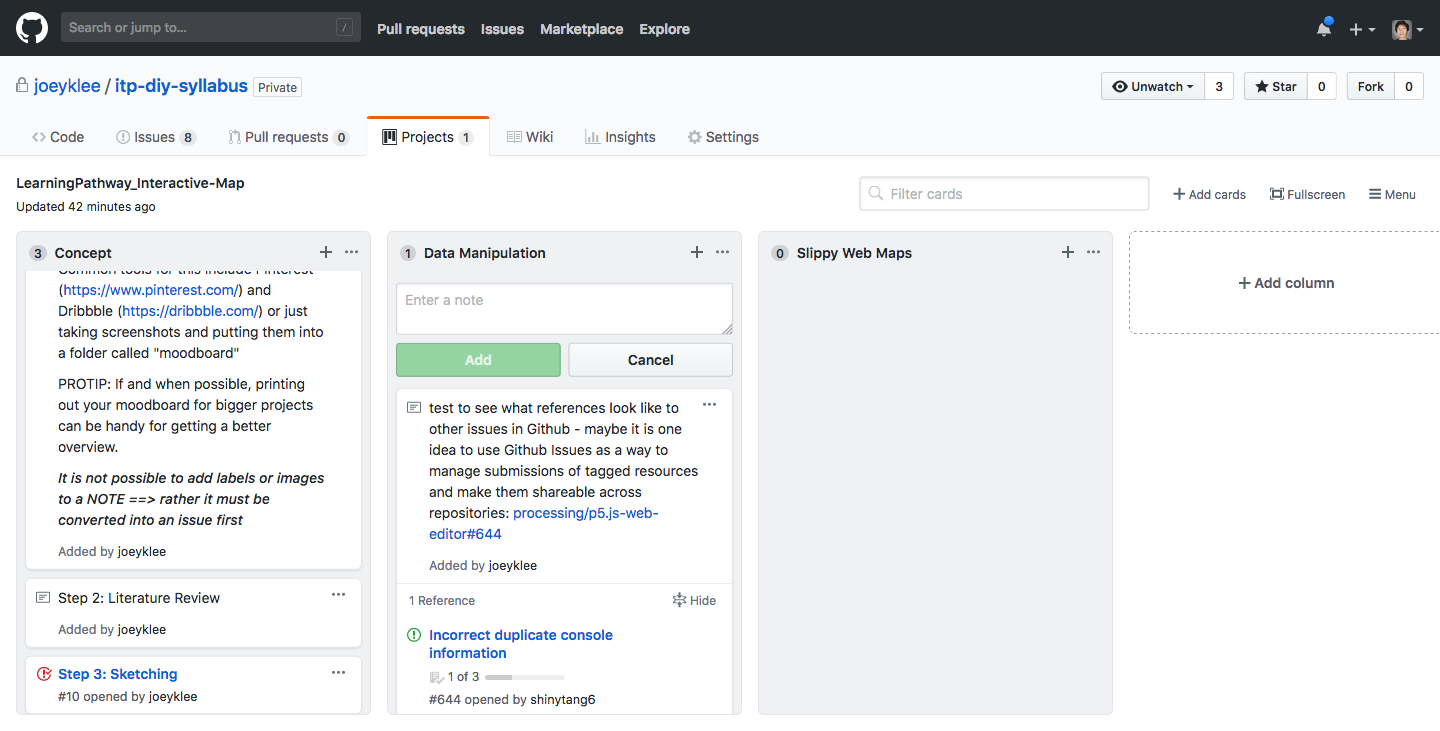 Search or jump to... /
Pull requests Issues Marketplace Explore
joeyklee / itp-diy-syllabus Private
Unwatch 3 Star 0 Fork 0
Code Issues 8 Pull requests 0 Projects 1 Wiki Insights Settings
LearningPathway_Interactive-Map
Updated 42 minutes ago
Filter cards
+ Add cards Fullscreen Menu
3 Concept
Common tools for this include Pinterest
(https://www.pinterest.com/) and
Dribbble (https://dribbble.com/) or just
taking screenshots and putting them into
a folder called "moodboard"
PROTIP: If and when possible, printing
out your moodboard for bigger projects
can be handy for getting a better
overview.
It is not possible to add labels or images
to a NOTE ==> rather it must be
converted into an issue first
Added by joeyklee
Step 2: Literature Review
Added by joeyklee
Step 3: Sketching
#10 opened by joeyklee
1 Data Manipulation
Enter a note
Add Cancel
test to see what references look like to
other issues in Github - maybe it is one
idea to use Github Issues as a way to
manage submissions of tagged resources
and make them shareable across
repositories: processing/p5.js-web-
editor#644
Added by joeyklee
1 Reference Hide
Incorrect duplicate console
information
1 of 3
#644 opened by shinytang6
0 Slippy Web Maps
+ Add column